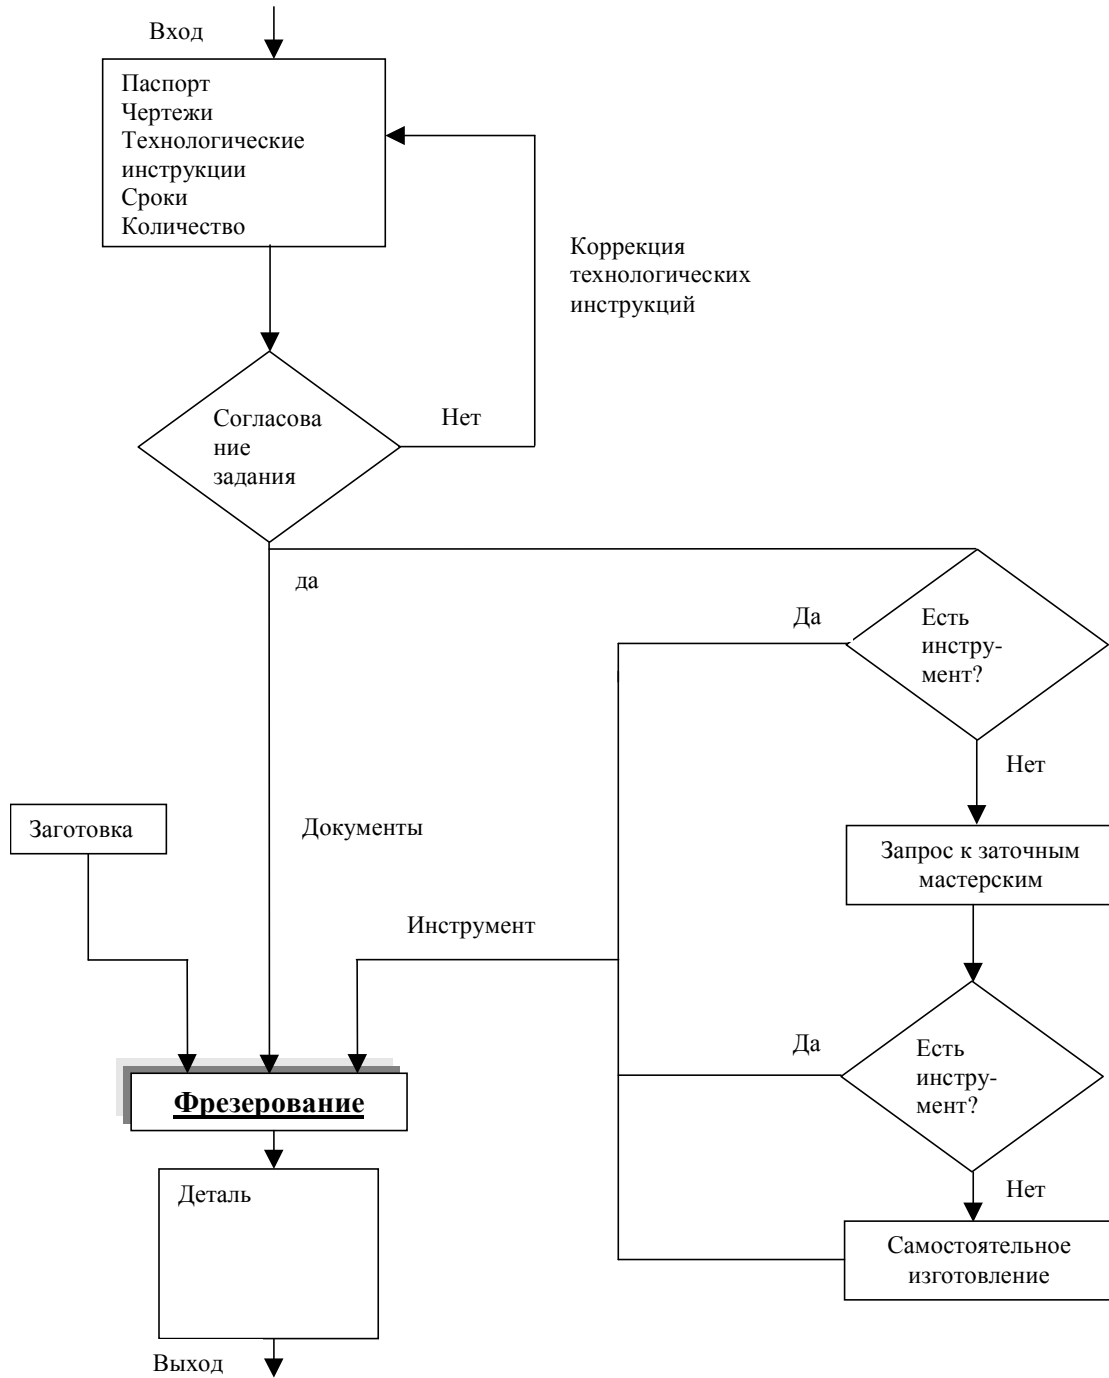 Вход
Паспорт
Чертежи
Технологические
инструкции
Сроки
Количество
Коррекция
технологических
инструкций
Согласова
ние
задания
Нет
да
Да
Есть
инстру-
мент?
Нет
Заготовка
Документы
Запрос к заточным
мастерским
Инструмент
Да
Есть
инстру-
мент?
Фрезерование
Нет
Деталь
Самостоятельное
изготовление
Выход